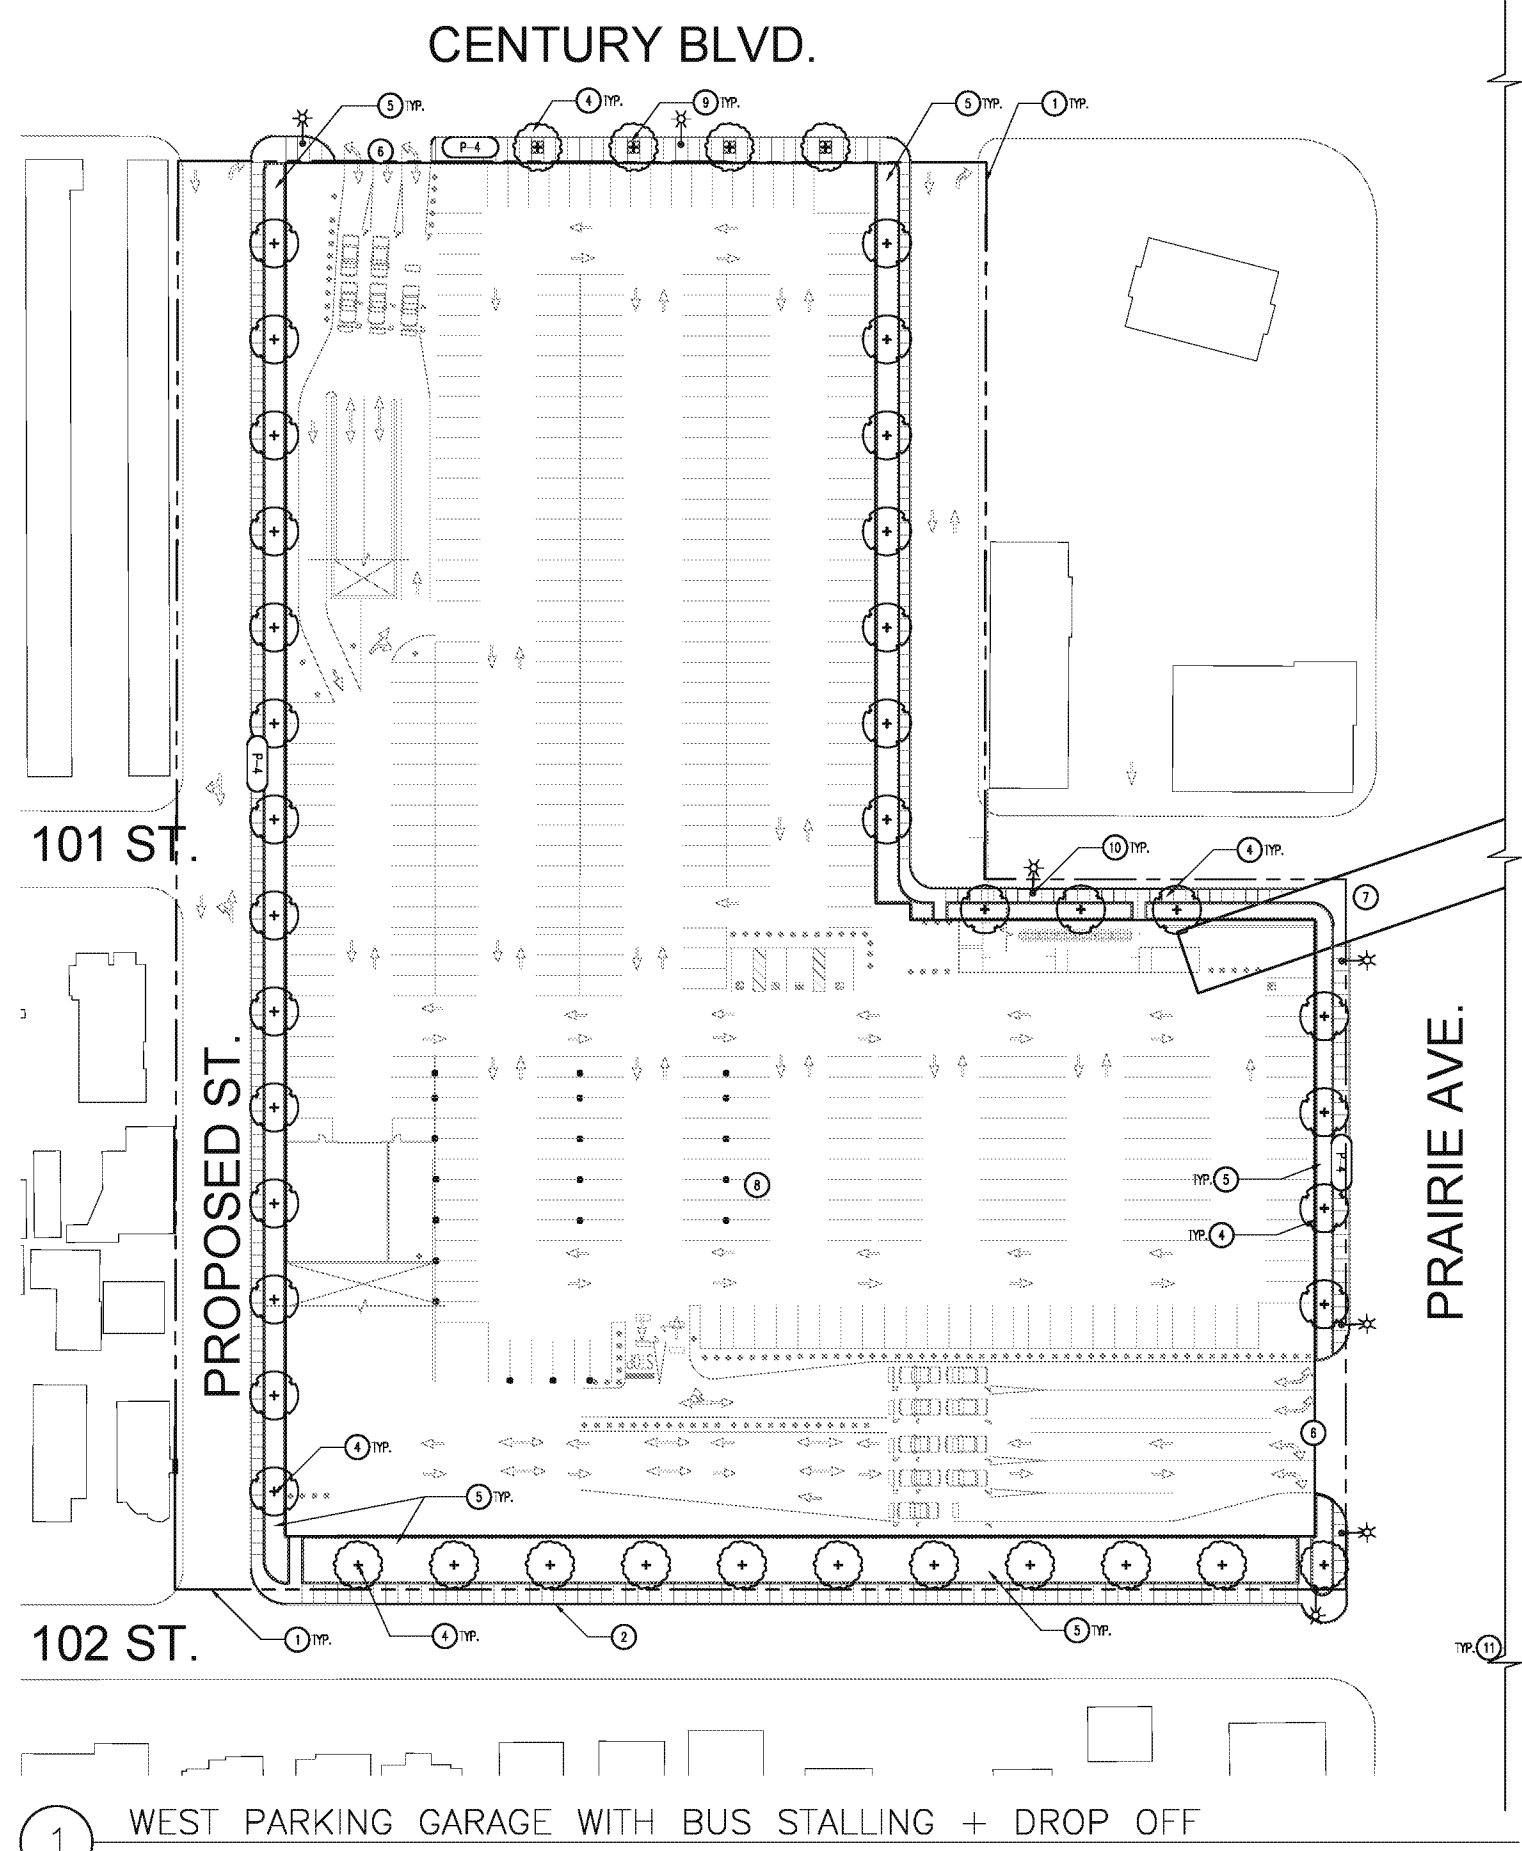 CENTURY BLVD.
5 TYP.
4 TYP.
9 TYP.
5 TYP.
1 TYP.
6
P-4
P-4
101 ST.
10 TYP.
4 TYP.
7
PROPOSED ST.
PRAIRIE AVE.
8
TYP. 5
P-4
TYP. 4
6
4 TYP.
5 TYP.
1 TYP.
4 TYP.
2
5 TYP.
102 ST.
TYP. 11
1
WEST PARKING GARAGE WITH BUS STALLING + DROP OFF